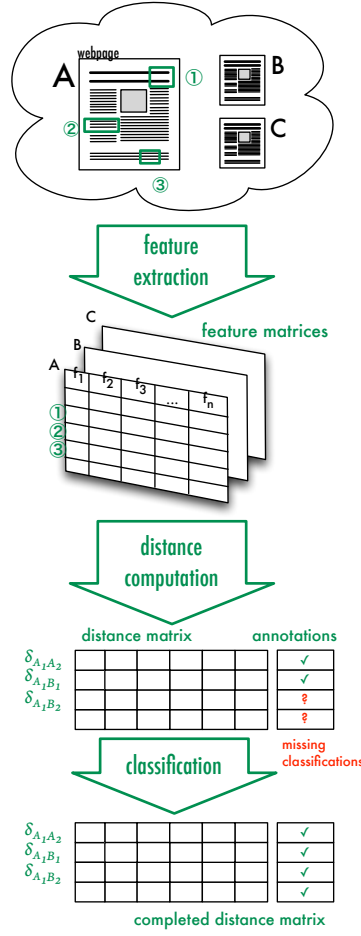 webpage
A
①
B
②
C
③
feature
extraction
C
feature matrices
B
A
f1 f2 f3 ... fn
①
②
③
distance
computation
distance matrix annotations
δA1A2 ✓
δA1B1 ✓
δA1B2 ?
?
missing
classifications
classification
δA1A2 ✓
δA1B1 ✓
δA1B2 ✓
✓
completed distance matrix